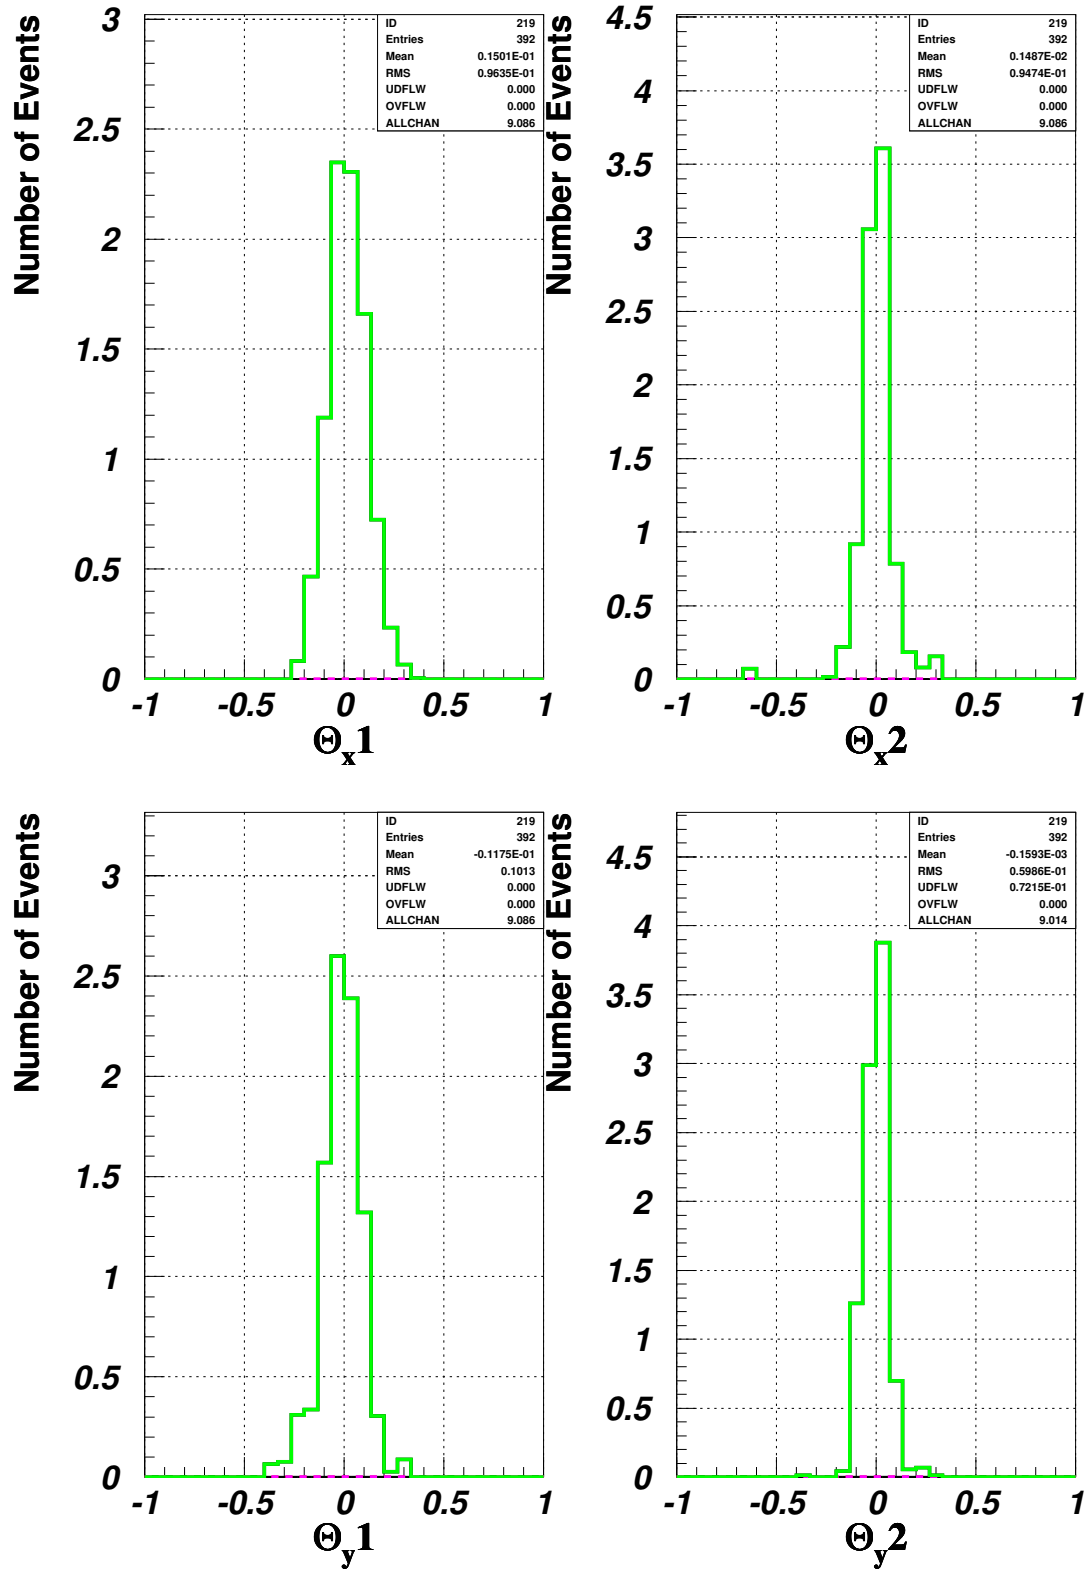 Number of Events
3
2.5
2
1.5
1
0.5
0
-1 -0.5 0 0.5 1
Θx1
ID 219
Entries 392
Mean 0.1501E-01
RMS 0.9635E-01
UDFLW 0.000
OVFLW 0.000
ALLCHAN 9.086
Number of Events
4.5
4
3.5
3
2.5
2
1.5
1
0.5
0
-1 -0.5 0 0.5 1
Θx2
ID 219
Entries 392
Mean 0.1487E-02
RMS 0.9474E-01
UDFLW 0.000
OVFLW 0.000
ALLCHAN 9.086
Number of Events
3
2.5
2
1.5
1
0.5
0
-1 -0.5 0 0.5 1
Θy1
ID 219
Entries 392
Mean -0.1175E-01
RMS 0.1013
UDFLW 0.000
OVFLW 0.000
ALLCHAN 9.086
Number of Events
4.5
4
3.5
3
2.5
2
1.5
1
0.5
0
-1 -0.5 0 0.5 1
Θy2
ID 219
Entries 392
Mean -0.1593E-03
RMS 0.5986E-01
UDFLW 0.7215E-01
OVFLW 0.000
ALLCHAN 9.014